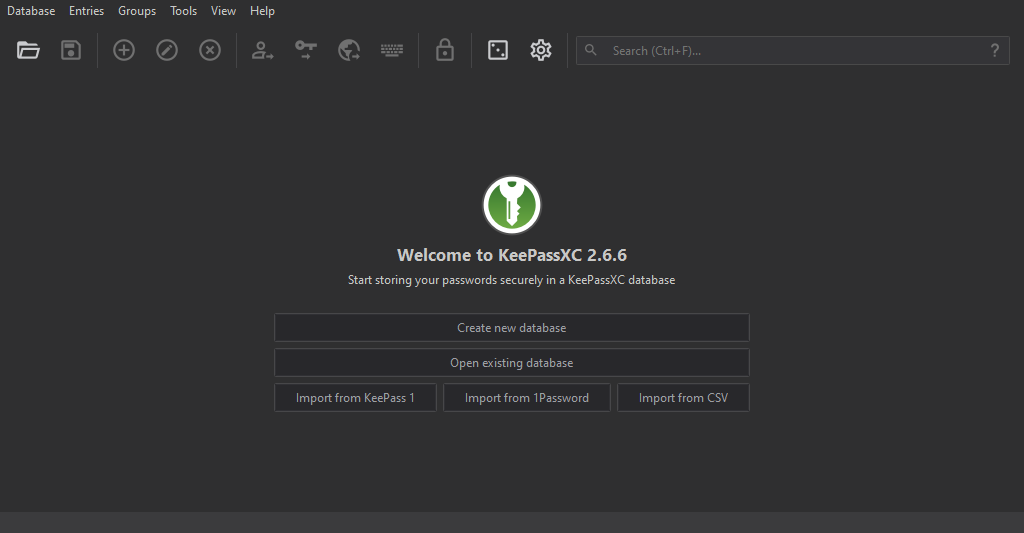 Database Entries Groups Tools View Help
Search (Ctrl+F)... ?
Welcome to KeePassXC 2.6.6
Start storing your passwords securely in a KeePassXC database
Create new database
Open existing database
Import from KeePass 1 Import from 1Password Import from CSV